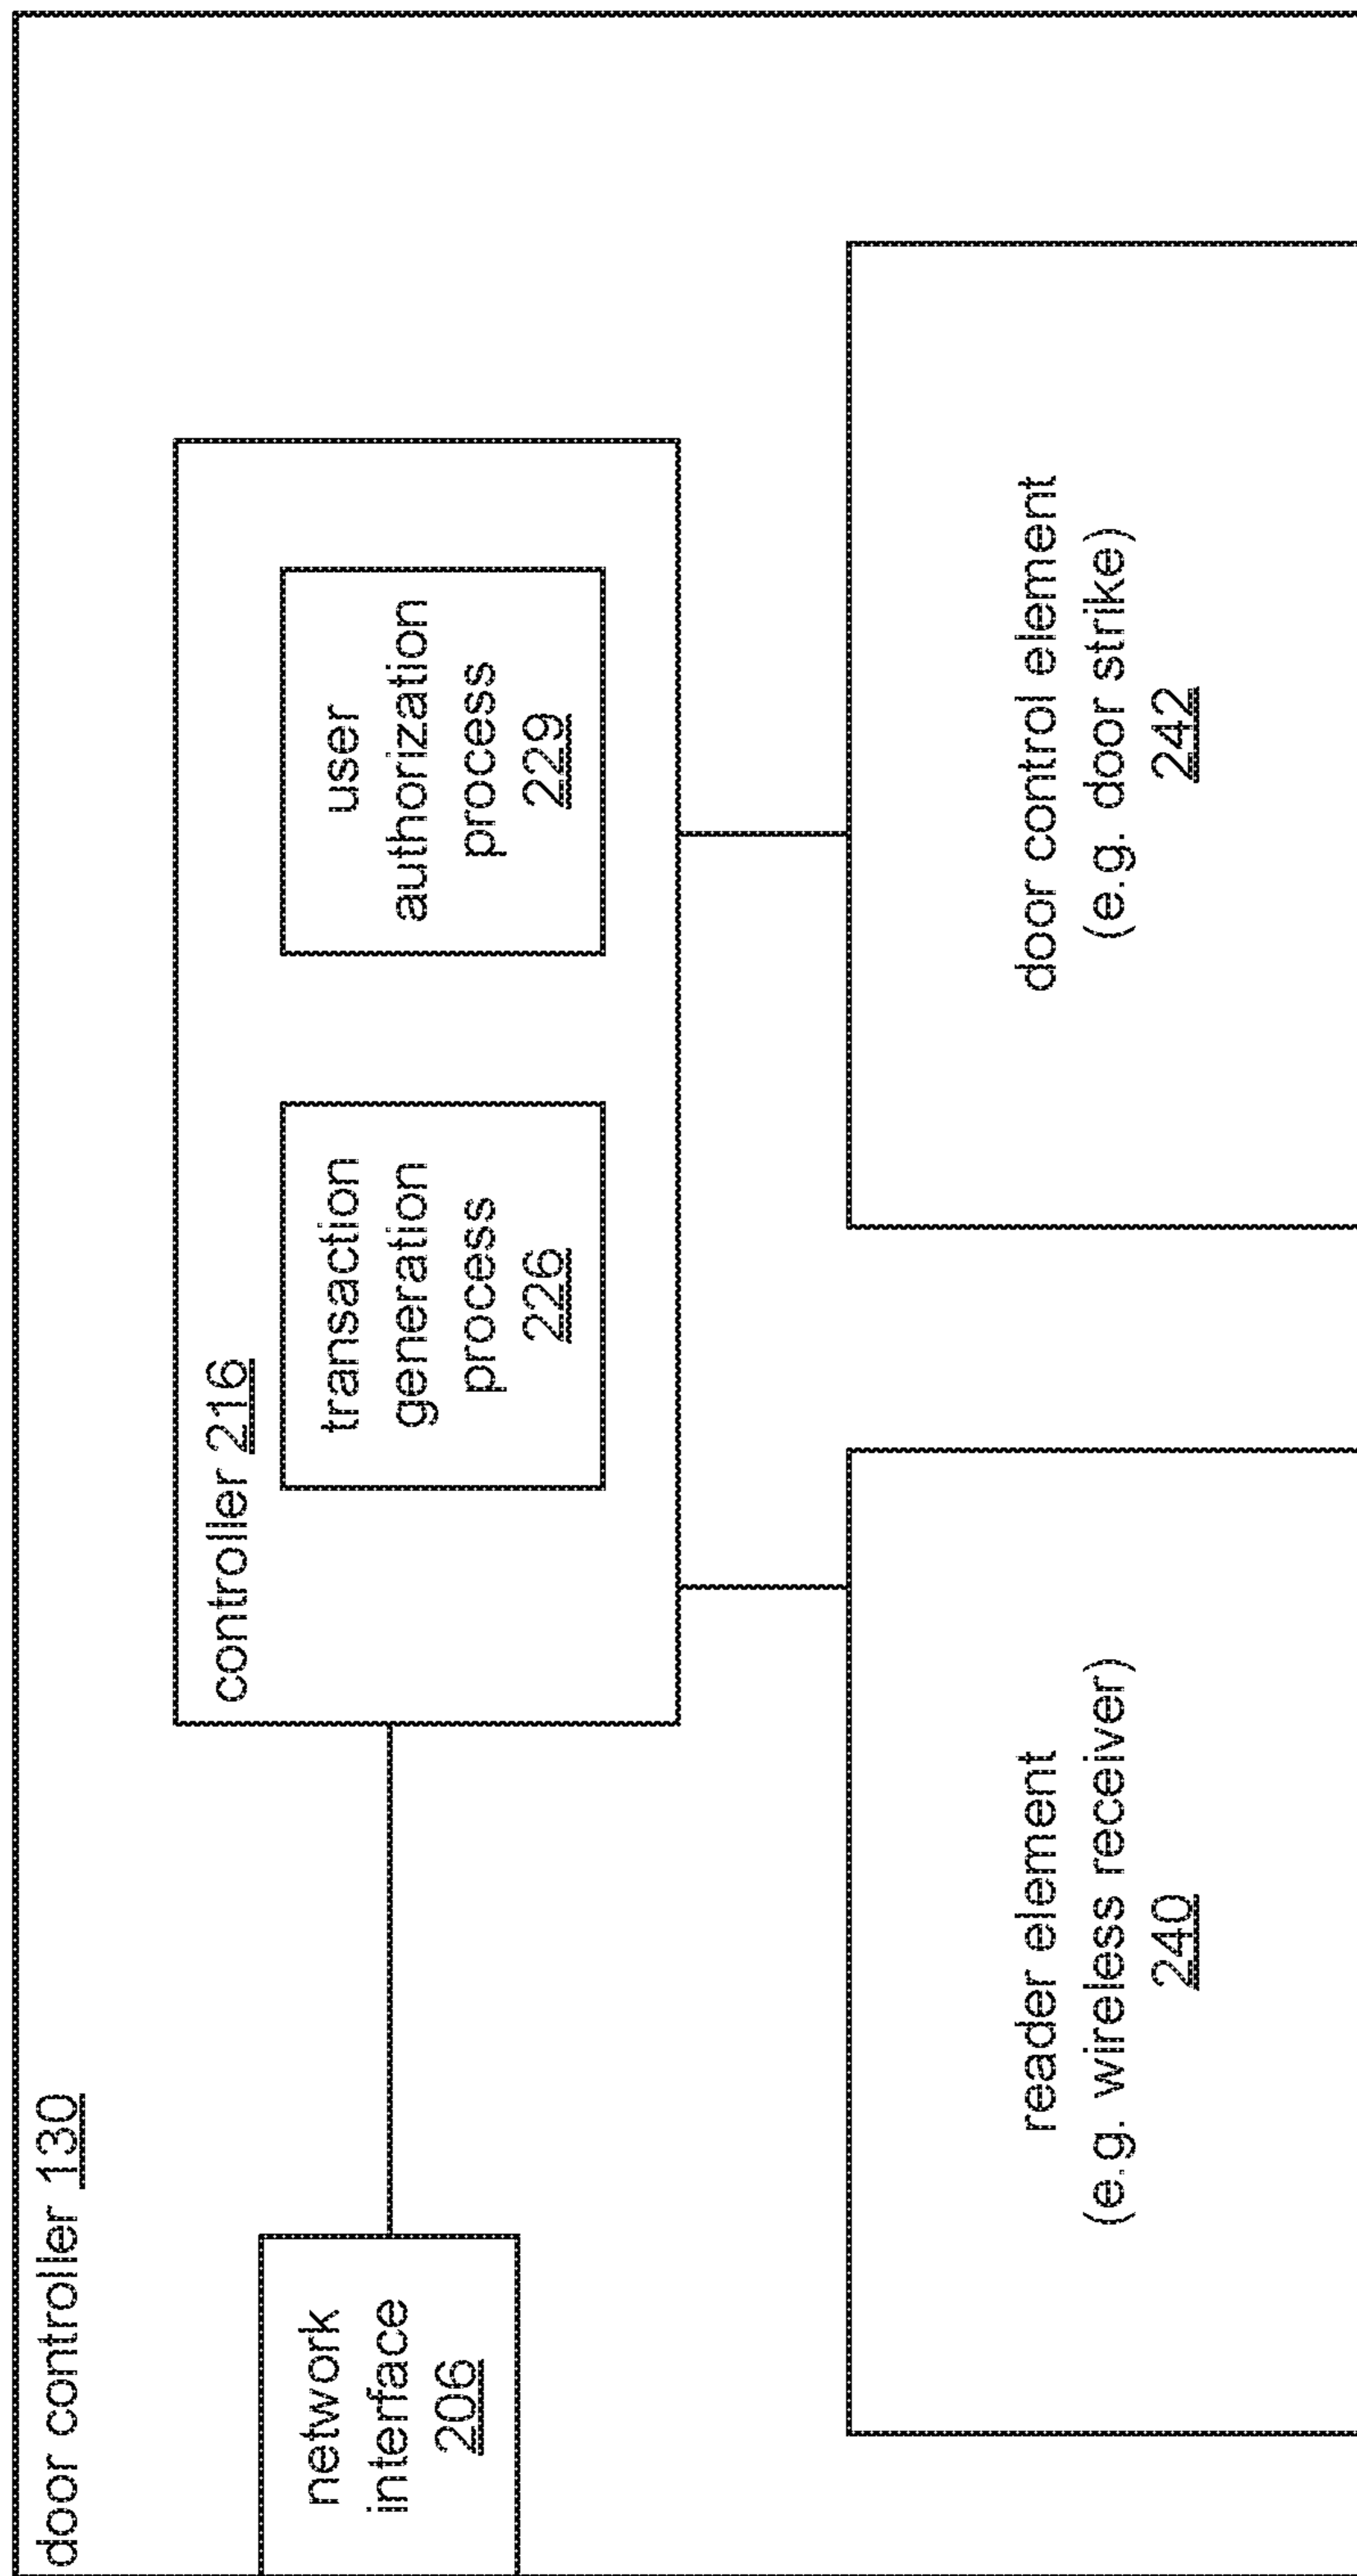 door controller 130
network
interface
206
controller 216
transaction
generation
process
226
user
authorization
process
229
reader element
(e.g. wireless receiver)
240
door control element
(e.g. door strike)
242